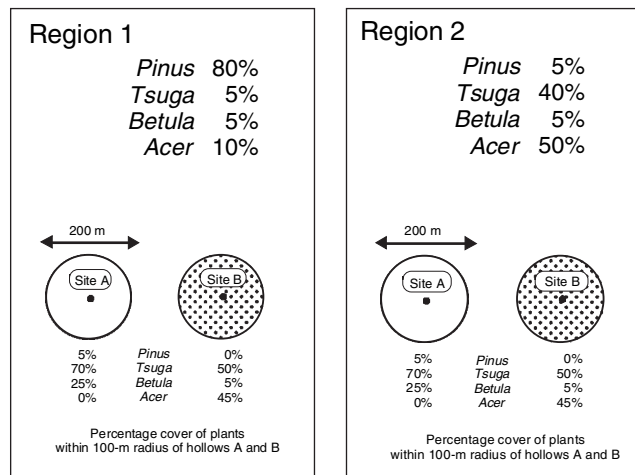 Region 1
Pinus 80%
Tsuga 5%
Betula 5%
Acer 10%
200 m
Site A
Site B
5% Pinus 0%
70% Tsuga 50%
25% Betula 5%
0% Acer 45%
Percentage cover of plants
within 100-m radius of hollows A and B
Region 2
Pinus 5%
Tsuga 40%
Betula 5%
Acer 50%
200 m
Site A
Site B
5% Pinus 0%
70% Tsuga 50%
25% Betula 5%
0% Acer 45%
Percentage cover of plants
within 100-m radius of hollows A and B